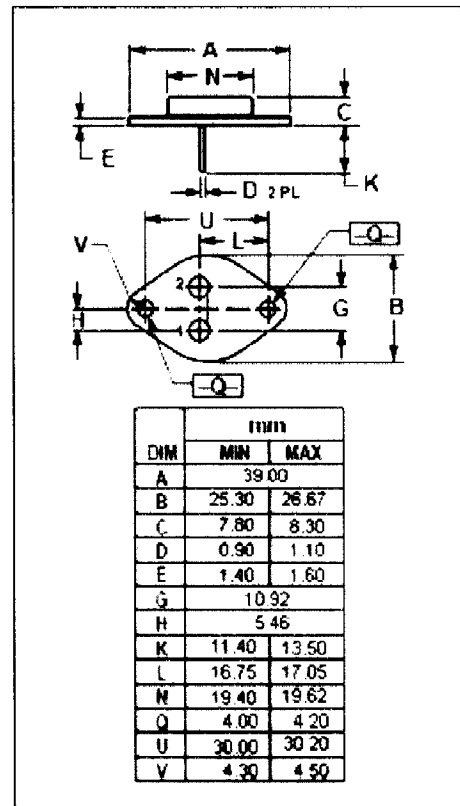 A
N
C
E
K
D 2 PL
U
V
L
Q
2
H
G
B
1
Q
mm
DIM MIN MAX
A 39.00
B 25.30 26.67
C 7.80 8.30
D 0.90 1.10
E 1.40 1.60
G 10.92
H 5.46
K 11.40 13.50
L 16.75 17.05
N 19.40 19.62
Q 4.00 4.20
U 30.00 30.20
V 4.30 4.50